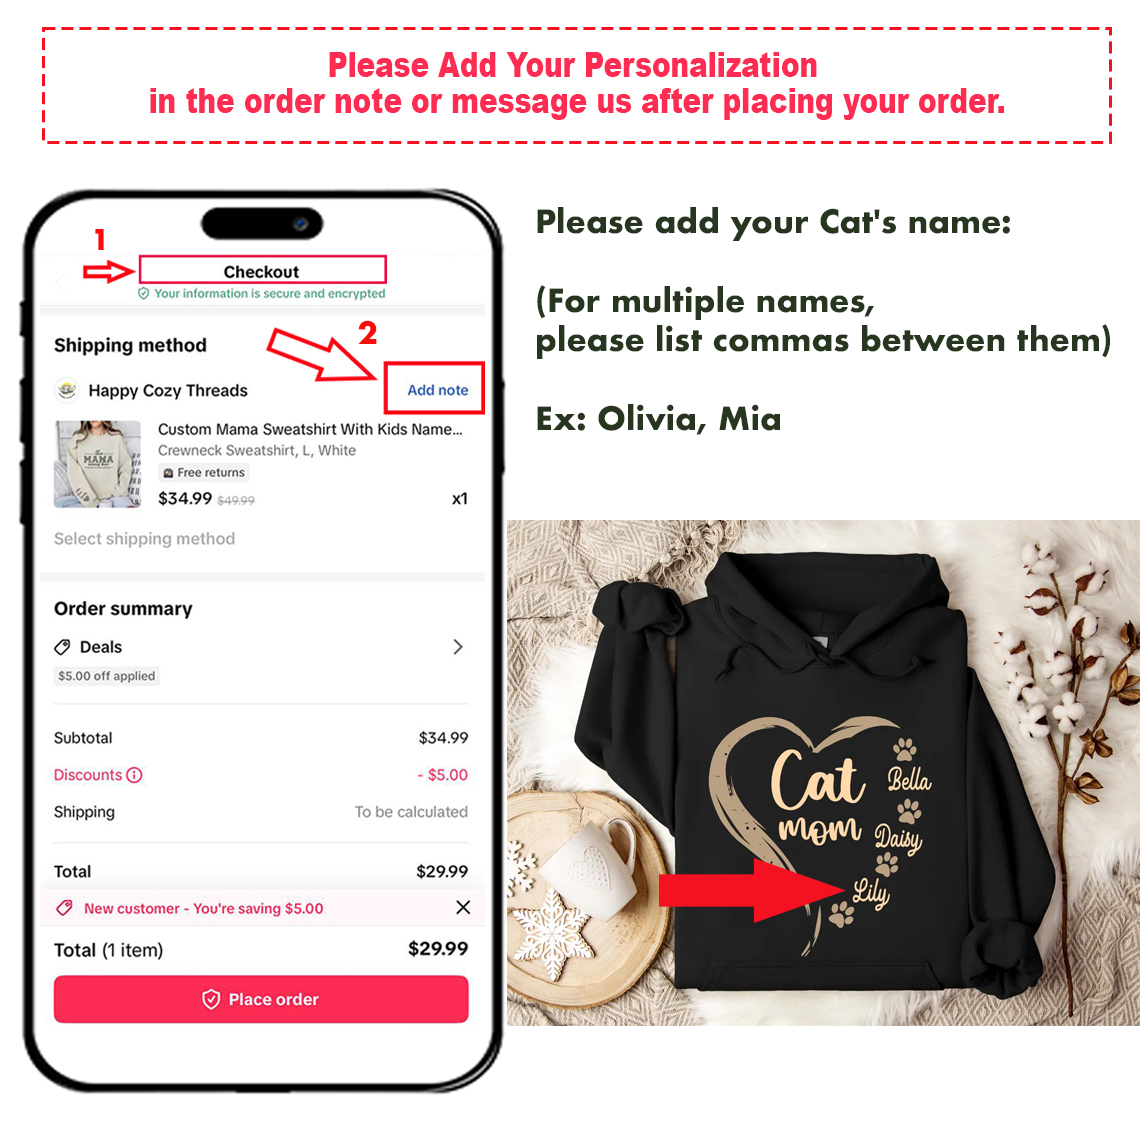 Please Add Your Personalization
in the order note or message us after placing your order.
1
Checkout
Your information is secure and encrypted
2
Shipping method
Happy Cozy Threads
Add note
Custom Mama Sweatshirt With Kids Name...
Crewneck Sweatshirt, L, White
Free returns
$34.99 $49.99
x1
MAMA
Select shipping method
Order summary
Deals
$5.00 off applied
Subtotal $34.99
Discounts - $5.00
Shipping To be calculated
Total $29.99
New customer - You're saving $5.00
Total (1 item) $29.99
Place order
Please add your Cat's name:
(For multiple names,
please list commas between them)
Ex: Olivia, Mia
Cat
mom
Bella
Daisy
Lily